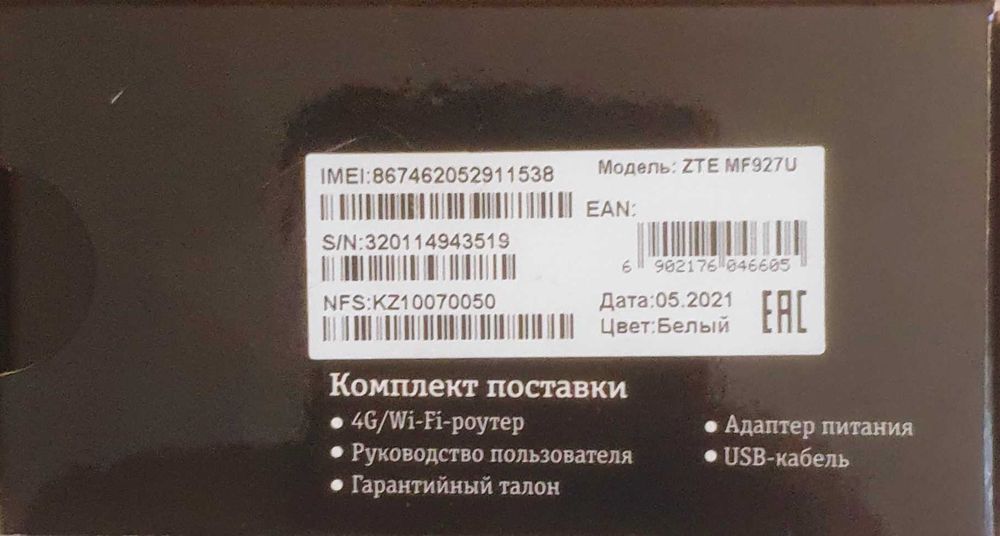 IMEI:867462052911538
Модель: ZTE MF927U
EAN:
S/N:320114943519
6 902176 046605
NFS:KZ10070050
Дата:05.2021
Цвет:Белый
EAC
Комплект поставки
● 4G/Wi-Fi-роутер
● Руководство пользователя
● Гарантийный талон
● Адаптер питания
● USB-кабель